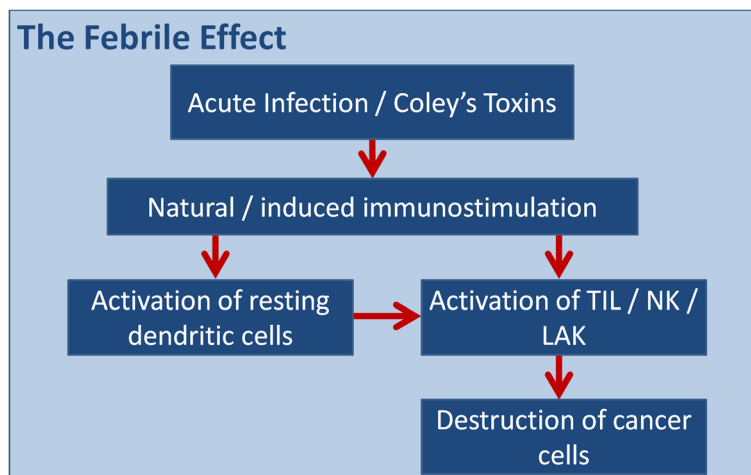 The Febrile Effect
Acute Infection / Coley’s Toxins
Natural / induced immunostimulation
Activation of resting
dendritic cells
Activation of TIL / NK /
LAK
Destruction of cancer
cells